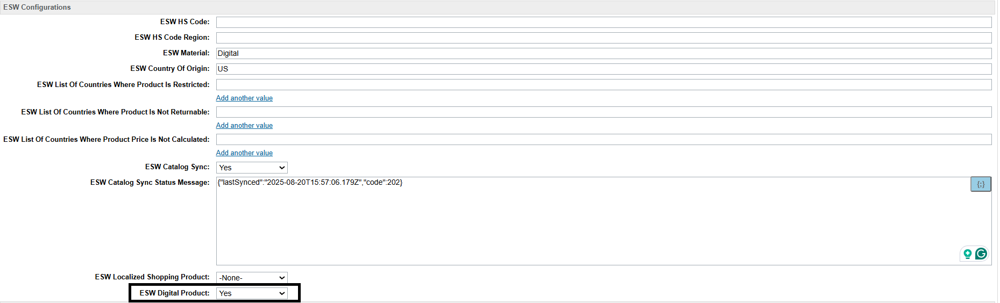 ESW Configurations
ESW HS Code:
ESW HS Code Region:
ESW Material: Digital
ESW Country Of Origin: US
ESW List Of Countries Where Product Is Restricted:
Add another value
ESW List Of Countries Where Product Is Not Returnable:
Add another value
ESW List Of Countries Where Product Price Is Not Calculated:
Add another value
ESW Catalog Sync: Yes
ESW Catalog Sync Status Message: {"lastSynced":"2025-08-20T15:57:06.179Z","code":202}
{;}
ESW Localized Shopping Product: -None-
ESW Digital Product: Yes